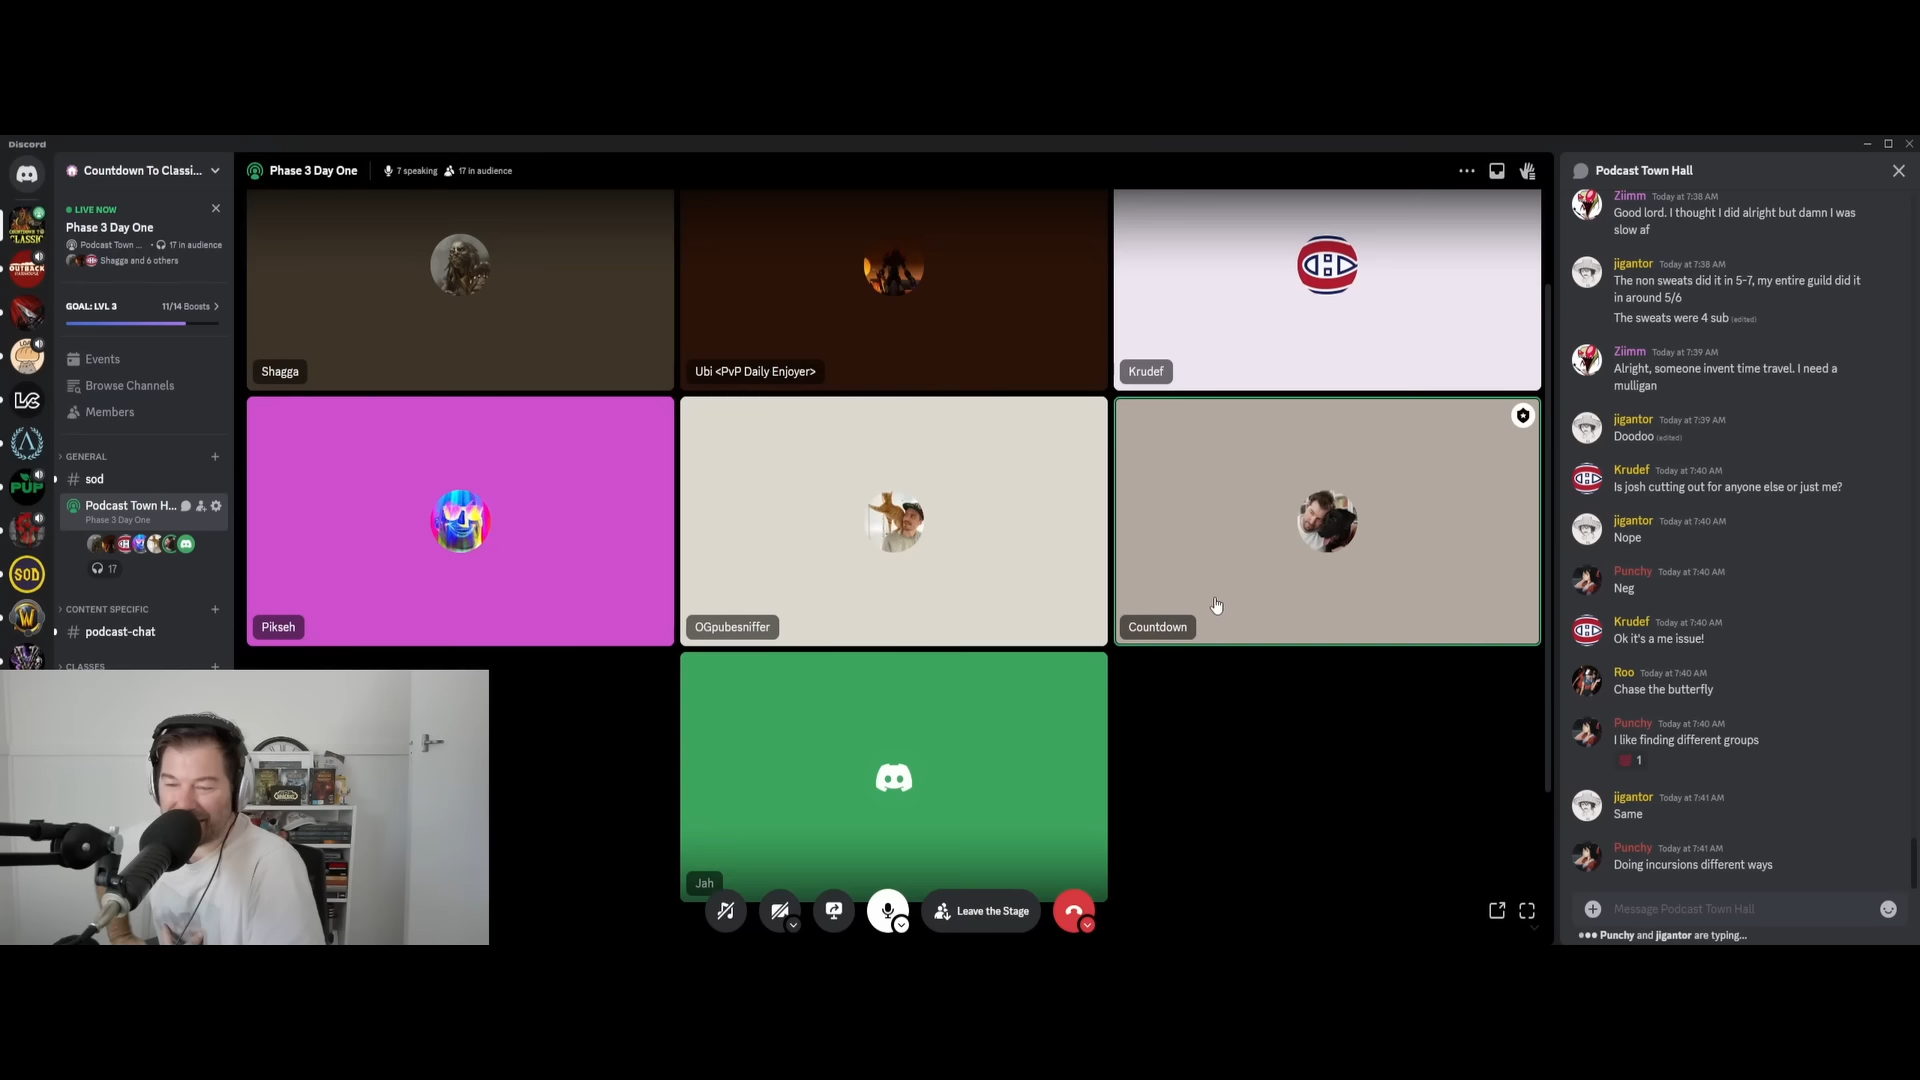 Discord
Countdown To Classi...
LIVE NOW
Phase 3 Day One
Podcast Town ... • 17 in audience
Shagga and 6 others
GOAL: LVL 3 11/14 Boosts
Events
Browse Channels
Members
GENERAL
sod
Podcast Town H...
Phase 3 Day One
17
CONTENT SPECIFIC
podcast-chat
CLASSES
OUTBACK
CLASSIC
LC
PUP
SOD
Phase 3 Day One
7 speaking 17 in audience
Shagga
Ubi <PvP Daily Enjoyer>
Krudef
Pikseh
OGpubesniffer
Countdown
Jah
Leave the Stage
Podcast Town Hall
Ziimm Today at 7:38 AM
Good lord. I thought I did alright but damn I was
slow af
jigantor Today at 7:38 AM
The non sweats did it in 5-7, my entire guild did it
in around 5/6
The sweats were 4 sub (edited)
Ziimm Today at 7:39 AM
Alright, someone invent time travel. I need a
mulligan
jigantor Today at 7:39 AM
Doodoo (edited)
Krudef Today at 7:40 AM
Is josh cutting out for anyone else or just me?
jigantor Today at 7:40 AM
Nope
Punchy Today at 7:40 AM
Neg
Krudef Today at 7:40 AM
Ok it's a me issue!
Roo Today at 7:40 AM
Chase the butterfly
Punchy Today at 7:40 AM
I like finding different groups
1
jigantor Today at 7:41 AM
Same
Punchy Today at 7:41 AM
Doing incursions different ways
Message Podcast Town Hall
Punchy and jigantor are typing...